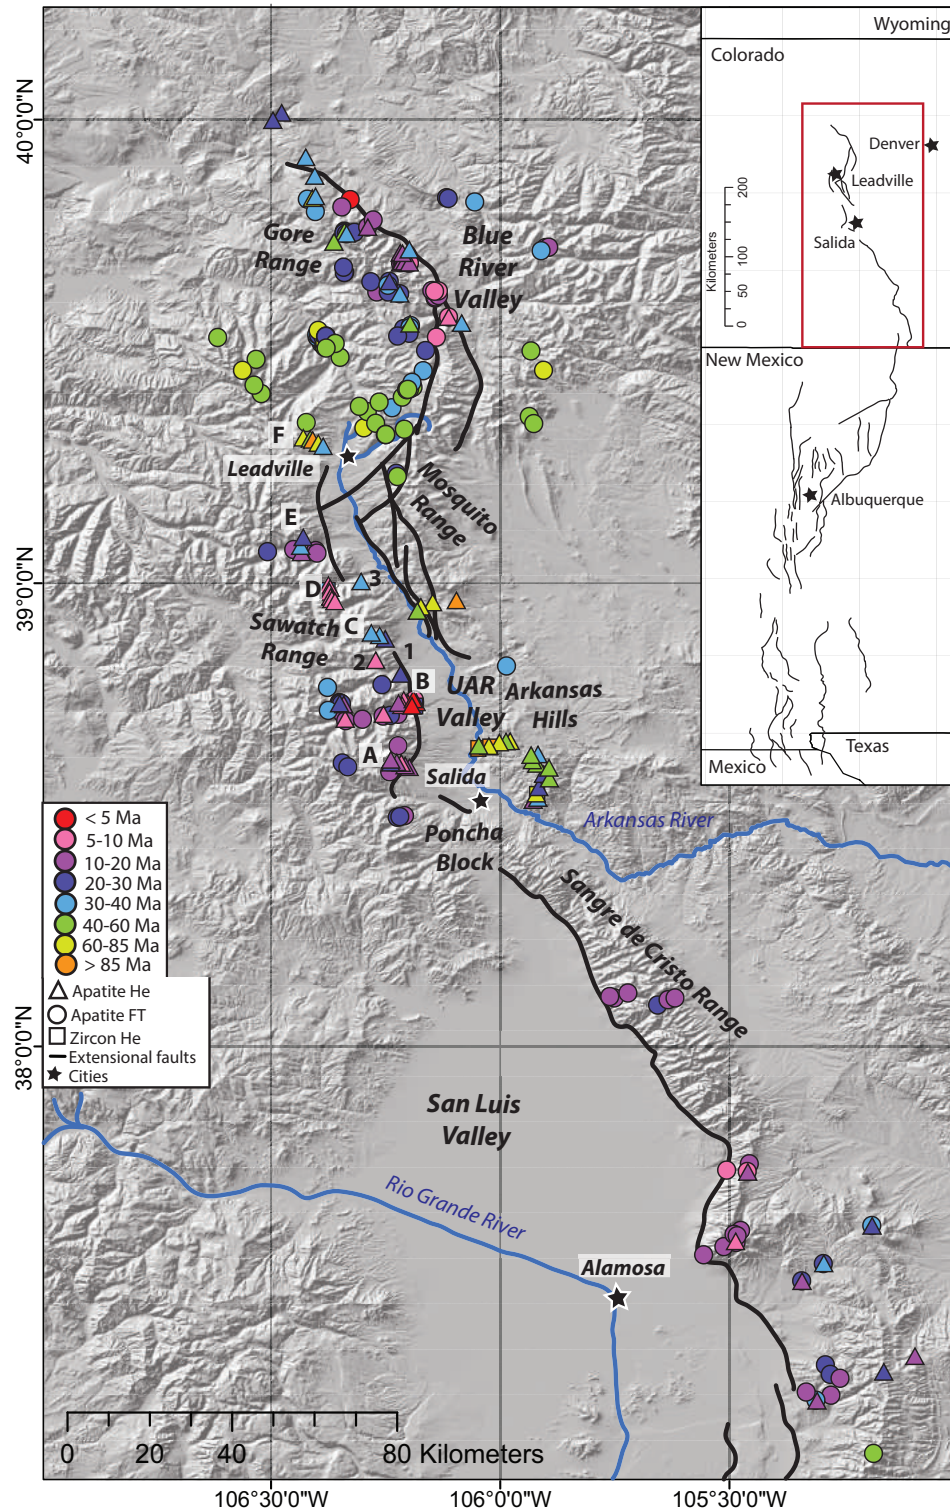 Wyoming
Colorado
Denver
Leadville
Salida
Kilometers
0
50
100
200
New Mexico
Albuquerque
Texas
Mexico
40°0'0"N
39°0'0"N
38°0'0"N
Gore
Range
Blue
River
Valley
F
Leadville
Mosquito
Range
E
D
3
C
Sawatch
Range
1
2
B
UAR
Valley
Arkansas
Hills
A
Salida
Poncha
Block
Arkansas River
Sangre de Cristo Range
< 5 Ma
5-10 Ma
10-20 Ma
20-30 Ma
30-40 Ma
40-60 Ma
60-85 Ma
> 85 Ma
Apatite He
Apatite FT
Zircon He
Extensional faults
Cities
San Luis
Valley
Rio Grande River
Alamosa
0 20 40 80 Kilometers
106°30'0"W 106°0'0"W 105°30'0"W